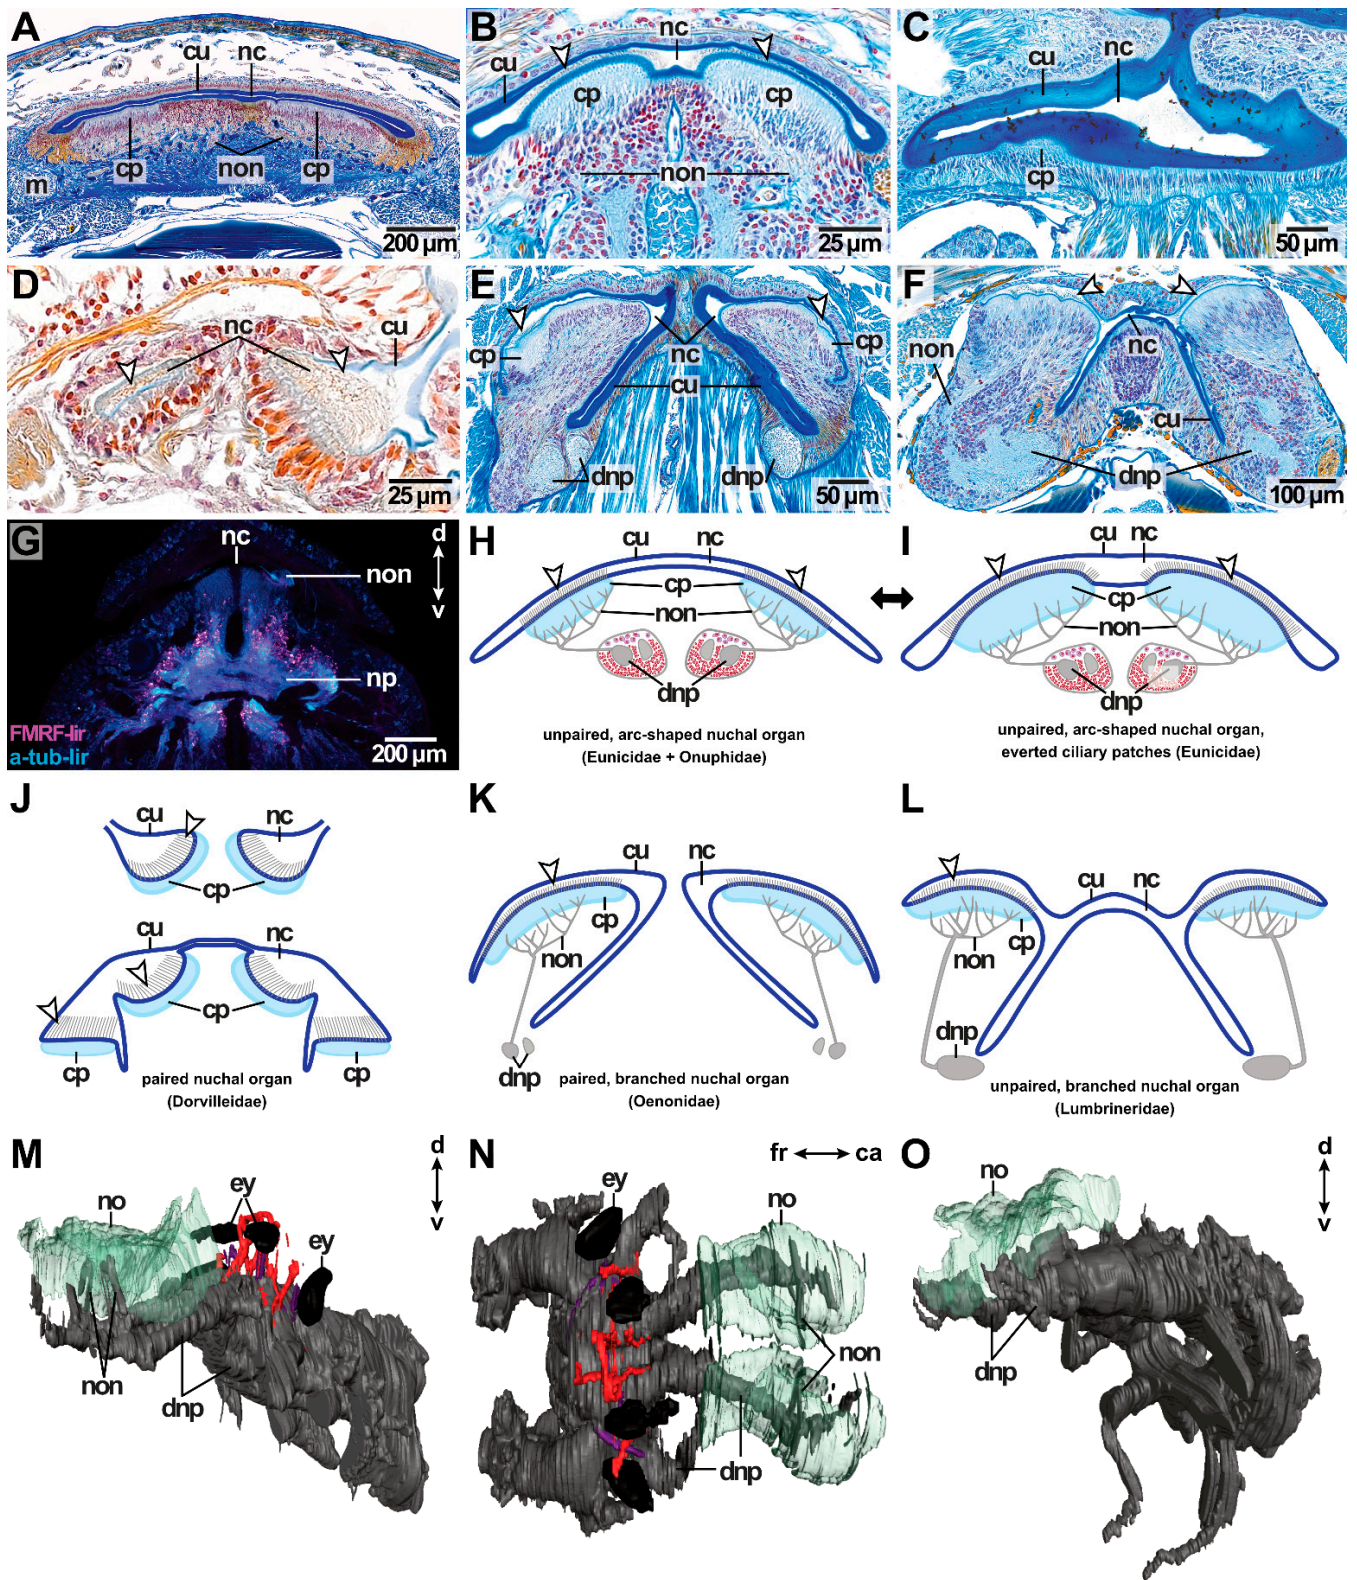 A
cu nc
cp non cp
m
200 µm
B
nc
cu
cp cp
non
25 µm
C
cu nc
cp
50 µm
D
nc cu
25 µm
E
cp cp
nc
cu
dnp dnp
50 µm
F
non nc
cu
dnp
100 µm
G
nc
d
v
non
np
FMRF-lir
a-tub-lir
200 µm
H
cu nc
cp
non
dnp
unpaired, arc-shaped nuchal organ
(Eunicidae + Onuphidae)
I
cu nc
cp
non
dnp
unpaired, arc-shaped nuchal organ,
everted ciliary patches (Eunicidae)
J
cu nc
cp
cu nc
cp
cp cp
paired nuchal organ
(Dorvilleidae)
K
cu nc
cp
non
dnp
paired, branched nuchal organ
(Oenonidae)
L
cu nc
non cp
dnp
unpaired, branched nuchal organ
(Lumbrineridae)
M
d
v
no ey
ey
non
dnp
N
fr ca
ey no
non
dnp
O
d
v
no
dnp